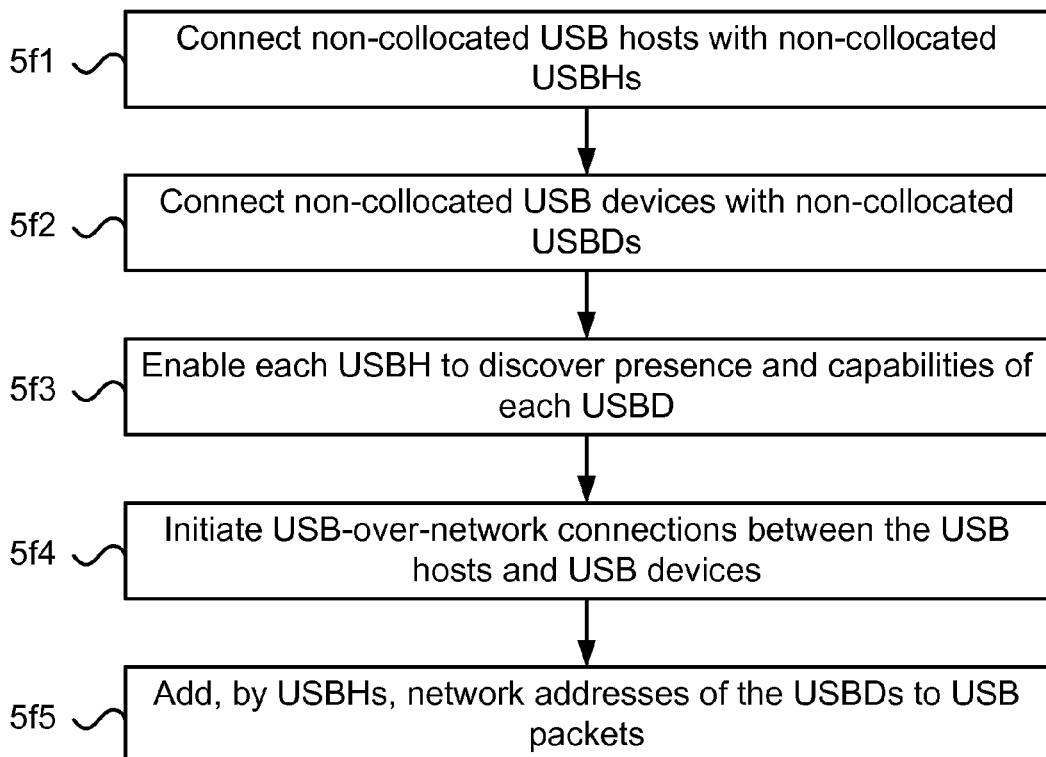 5f1
Connect non-collocated USB hosts with non-collocated
USBHs
5f2
Connect non-collocated USB devices with non-collocated
USBDs
5f3
Enable each USBH to discover presence and capabilities of
each USBD
5f4
Initiate USB-over-network connections between the USB
hosts and USB devices
5f5
Add, by USBHs, network addresses of the USBDs to USB
packets